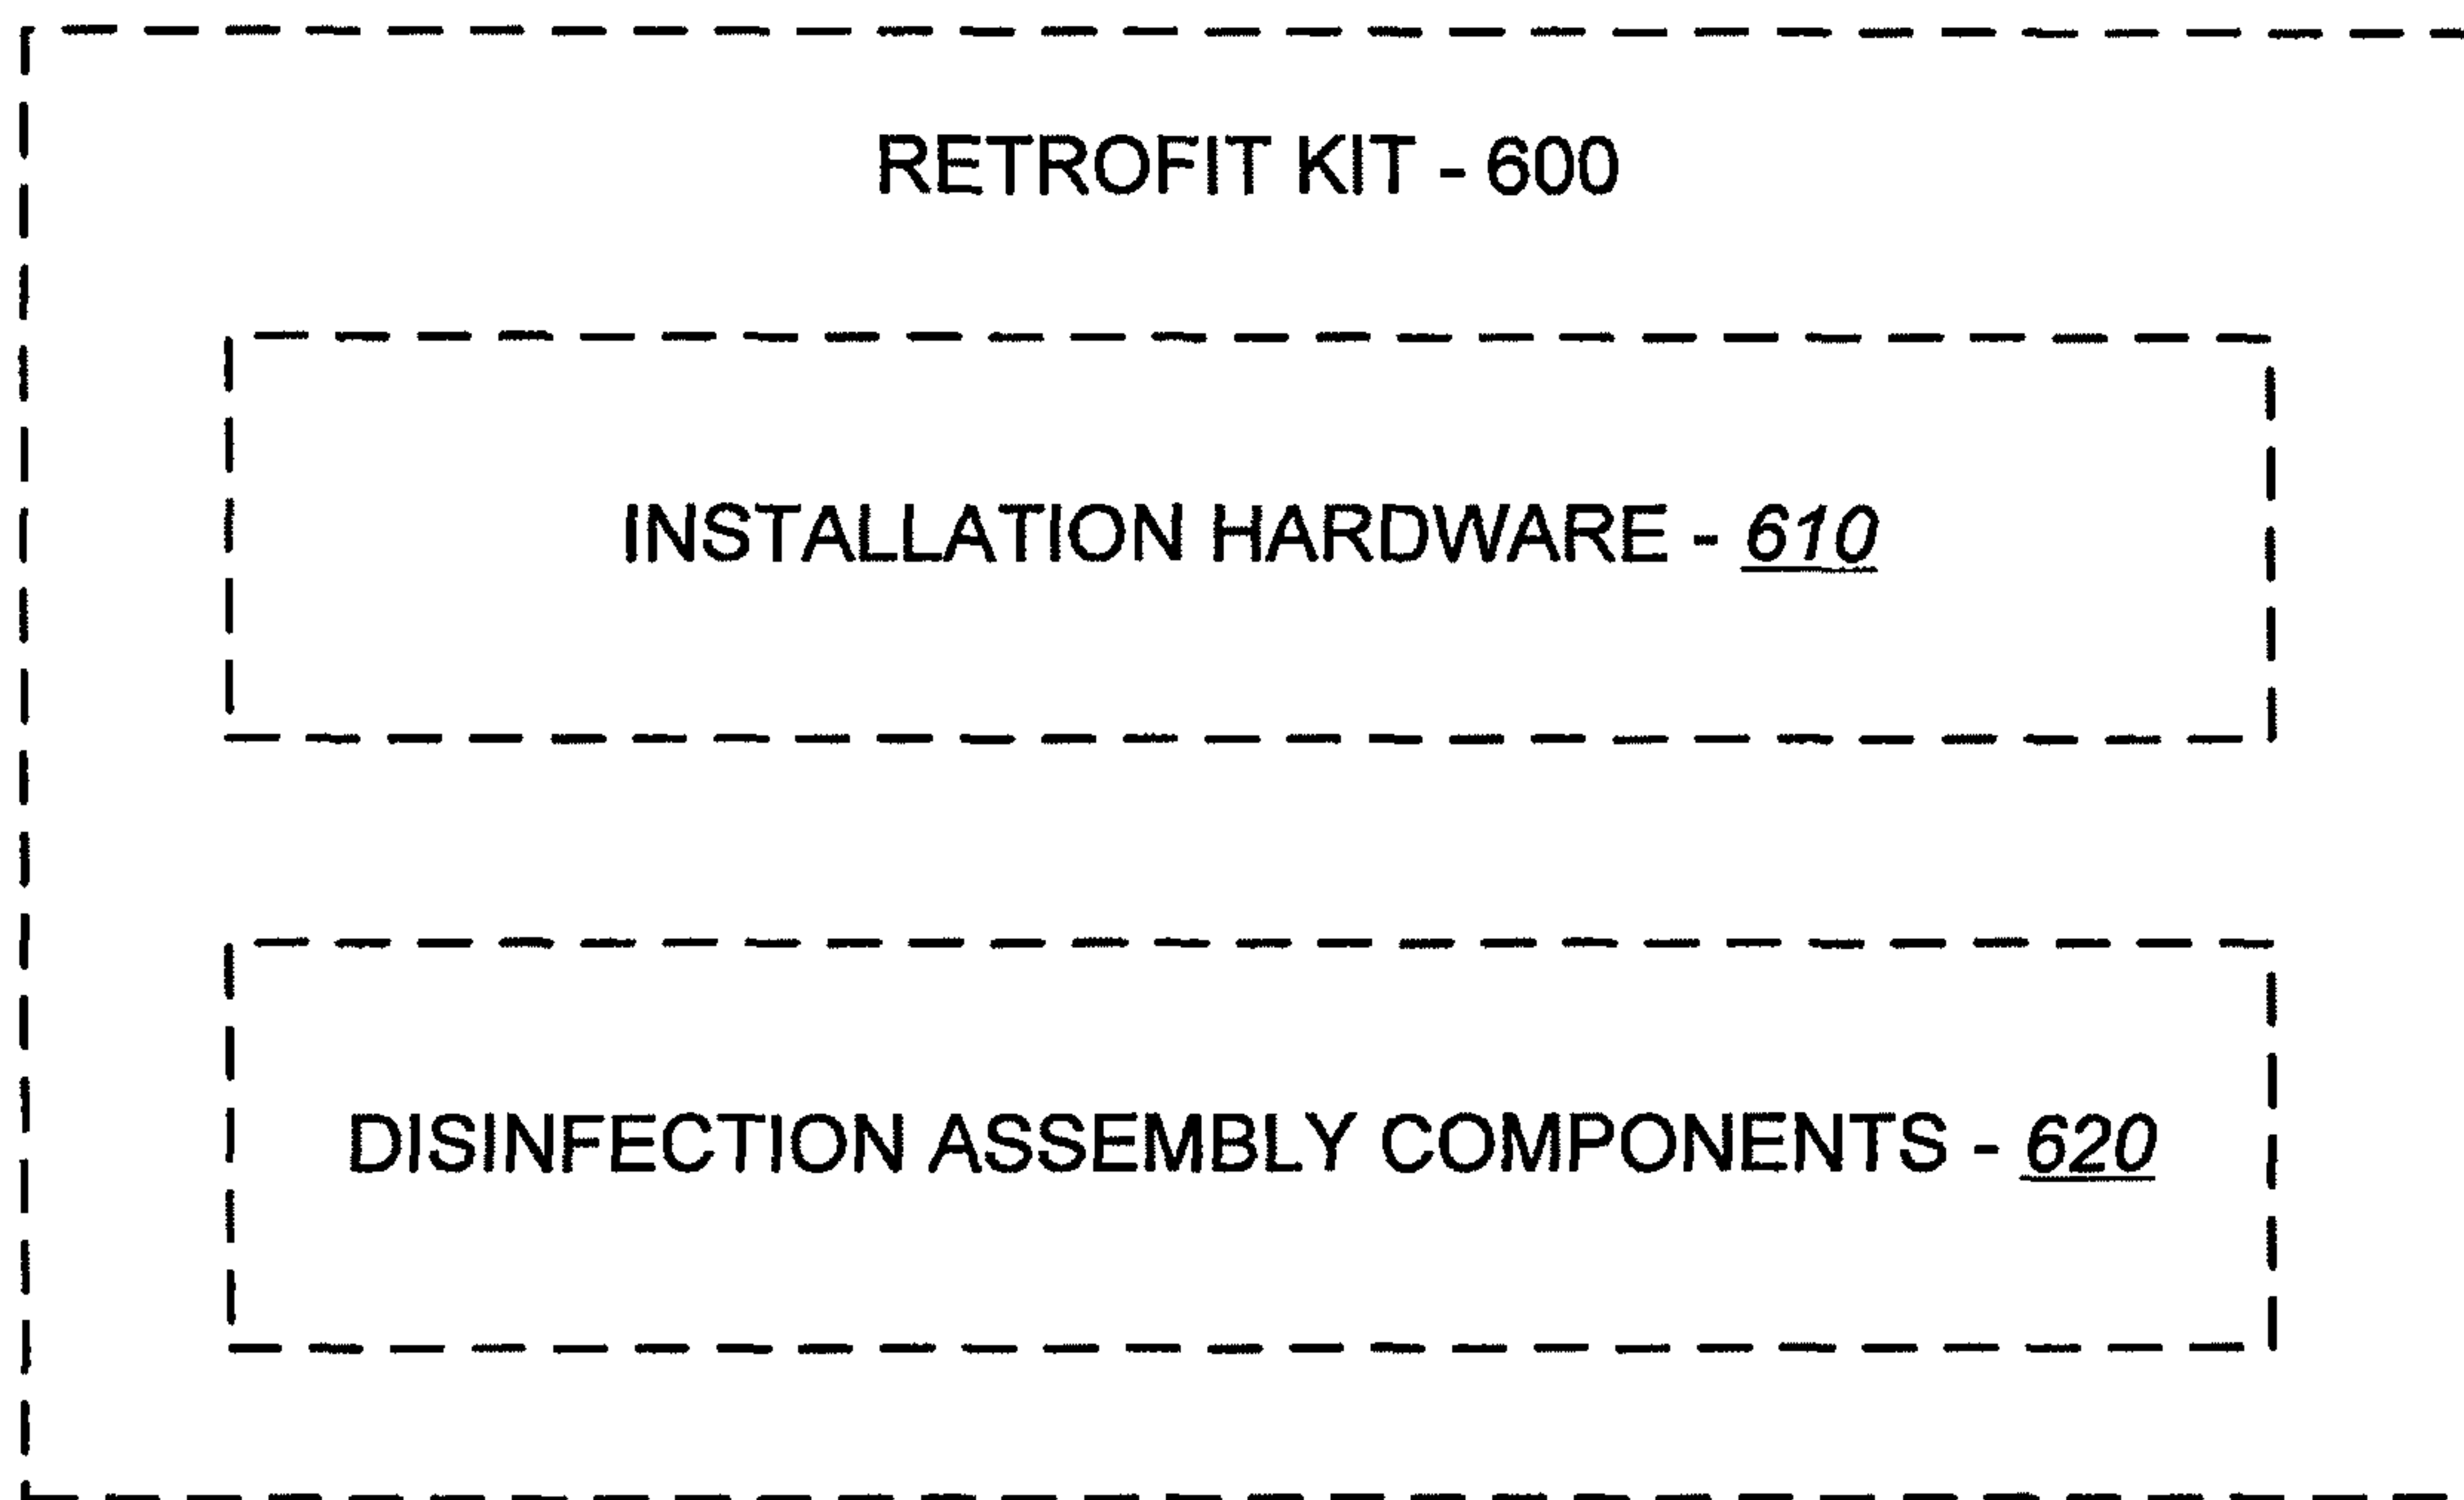 RETROFIT KIT - 600
INSTALLATION HARDWARE - 610
DISINFECTION ASSEMBLY COMPONENTS - 620